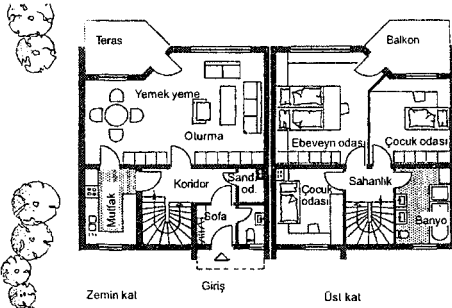 Teras
Balkon
Yemek yeme
Oturma
Ebeveyn odası
Çocuk odası
Mutfak
Koridor
Sand.
od.
Sofa
Çocuk
odası
Sahanlık
Banyo
Zemin kat
Giriş
Üst kat